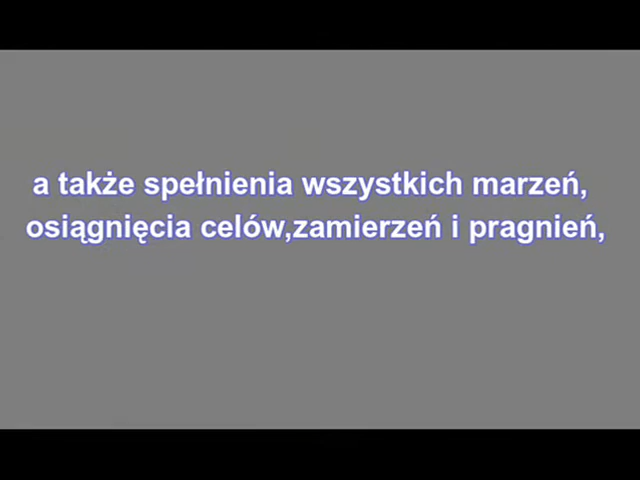 a także spełnienia wszystkich marzeń,
osiągnięcia celów,zamierzeń i pragnień,